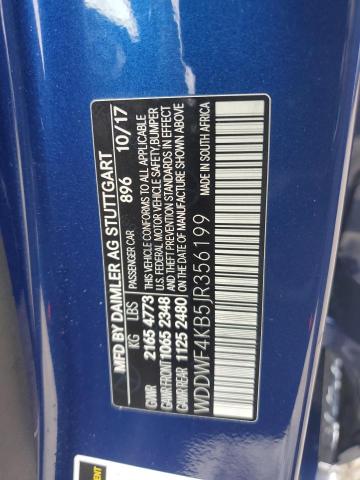 MFD BY DAIMLER AG STUTTGART
PASSENGER CAR 896 10/17
KG LBS
GVWR 2165 4773
GAWR FRONT 1065 2348
GAWR REAR 1125 2480
THIS VEHICLE CONFORMS TO ALL APPLICABLE
U.S. FEDERAL MOTOR VEHICLE SAFETY BUMPER
AND THEFT PREVENTION STANDARDS IN EFFECT
ON THE DATE OF MANUFACTURE SHOWN ABOVE
WDDWF4KB5JR356199
MADE IN SOUTH AFRICA